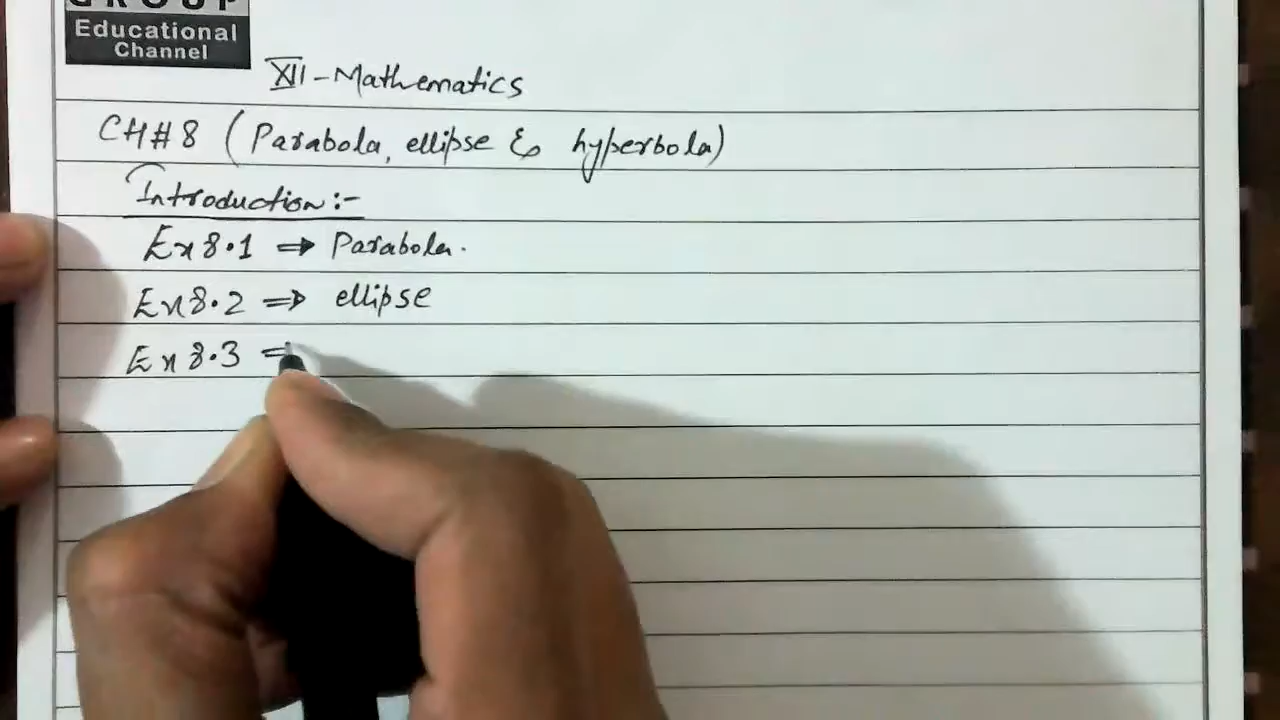 GROUP
Educational
Channel
XII - Mathematics
CH# 8 (Parabola, ellipse & hyperbola)
Introduction :-
Ex 8.1 ⇒ Parabola.
Ex 8.2 ⇒ ellipse
Ex 8.3 =